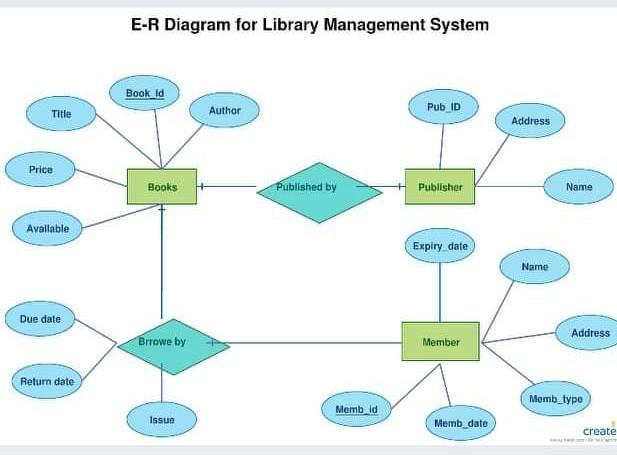 E-R Diagram for Library Management System
Book_id
Title
Author
Pub_ID
Address
Price
Books
Published by
Publisher
Name
Available
Expiry_date
Name
Due date
Brrowe by
Member
Address
Return date
Issue
Memb_id
Memb_date
Memb_type
create